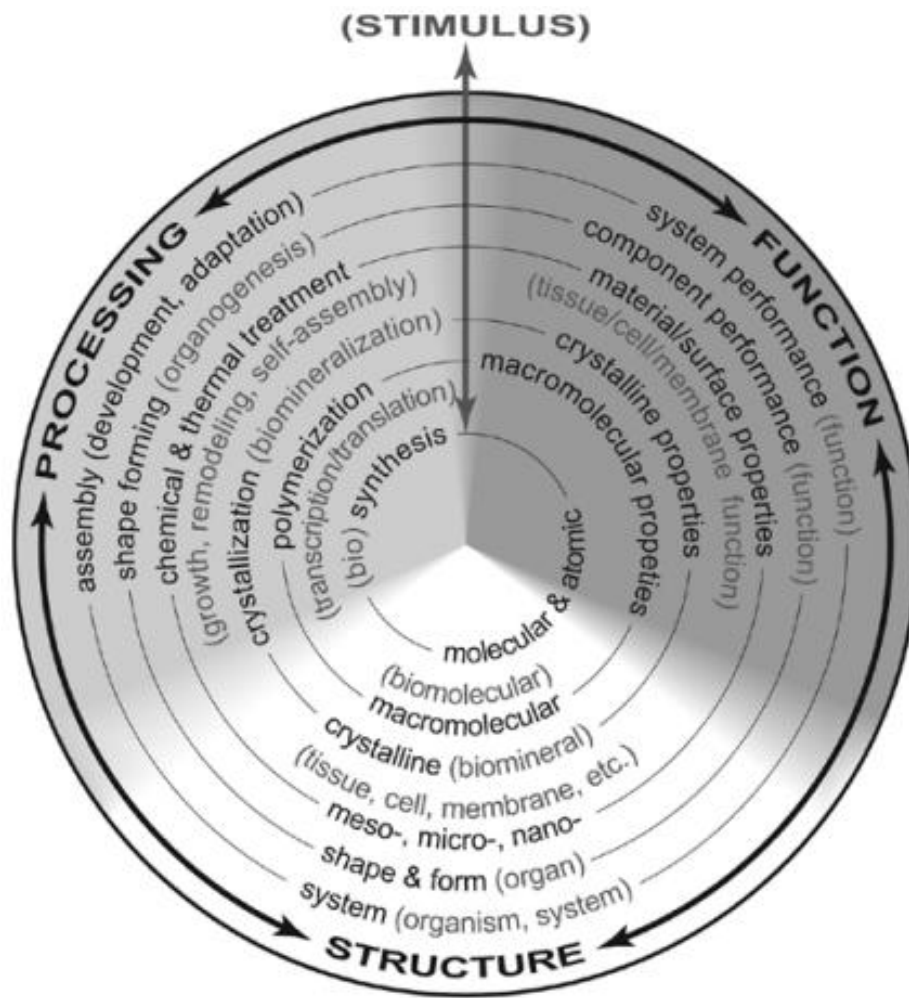 (STIMULUS)
PROCESSING
assembly (development, adaptation)
shape forming (organogenesis)
chemical & thermal treatment
(growth, remodeling, self-assembly)
crystallization (biomineralization)
polymerization
(transcription/translation)
(bio) synthesis
FUNCTION
system performance (function)
component performance (function)
material/surface properties
(tissue/cell/membrane function)
crystalline properties
macromolecular propeties
molecular & atomic
(biomolecular)
macromolecular
crystalline (biomineral)
(tissue, cell, membrane, etc.)
meso-, micro-, nano-
shape & form (organ)
system (organism, system)
STRUCTURE